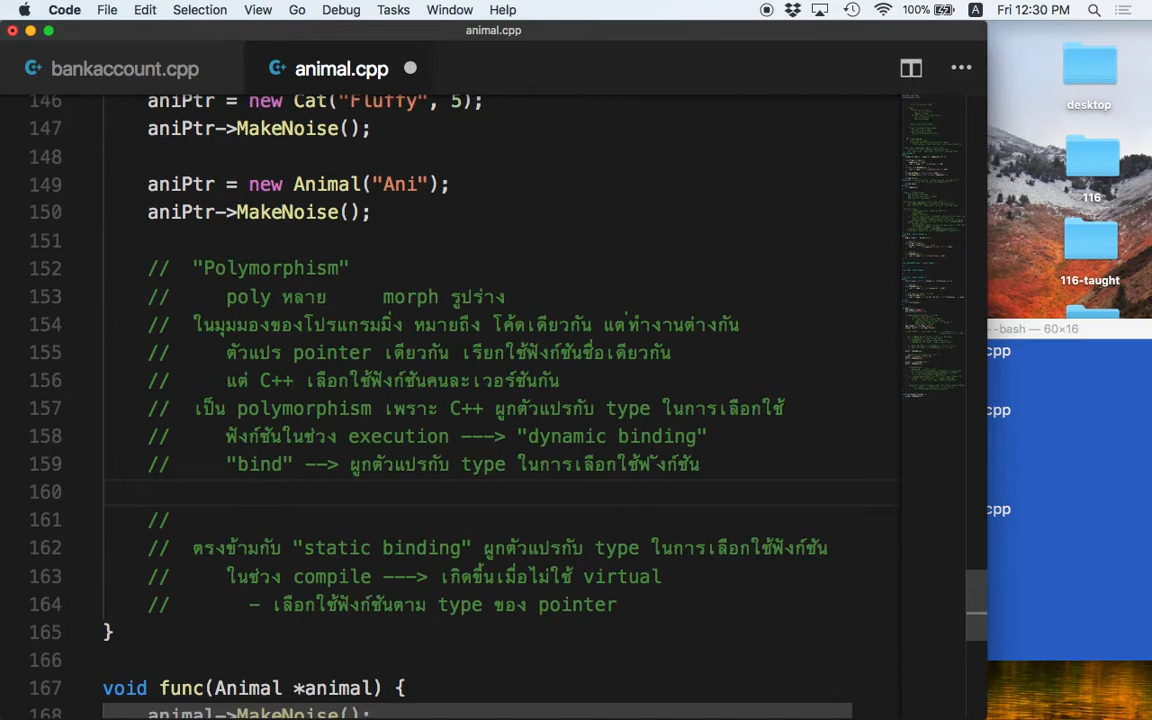 Code File Edit Selection View Go Debug Tasks Window Help 100% A Fri 12:30 PM
animal.cpp
bankaccount.cpp animal.cpp
desktop
116
116-taught
--bash — 60×16
cpp
cpp
cpp
146 aniPtr = new Cat("Fluffy", 5);
147 aniPtr->MakeNoise();
148
149 aniPtr = new Animal("Ani");
150 aniPtr->MakeNoise();
151
152 // "Polymorphism"
153 // poly หลาย morph รูปร่าง
154 // ในมุมมองของโปรแกรมมิ่ง หมายถึง โค้ดเดียวกัน แต่ทำงานต่างกัน
155 // ตัวแปร pointer เดียวกัน เรียกใช้ฟังก์ชันชื่อเดียวกัน
156 // แต่ C++ เลือกใช้ฟังก์ชันคนละเวอร์ชันกัน
157 // เป็น polymorphism เพราะ C++ ผูกตัวแปรกับ type ในการเลือกใช้
158 // ฟังก์ชันในช่วง execution ---> "dynamic binding"
159 // "bind" --> ผูกตัวแปรกับ type ในการเลือกใช้ฟังก์ชัน
160
161 //
162 // ตรงข้ามกับ "static binding" ผูกตัวแปรกับ type ในการเลือกใช้ฟังก์ชัน
163 // ในช่วง compile ---> เกิดขึ้นเมื่อไม่ใช้ virtual
164 // - เลือกใช้ฟังก์ชันตาม type ของ pointer
165 }
166
167 void func(Animal *animal) {
168 animal->MakeNoise();